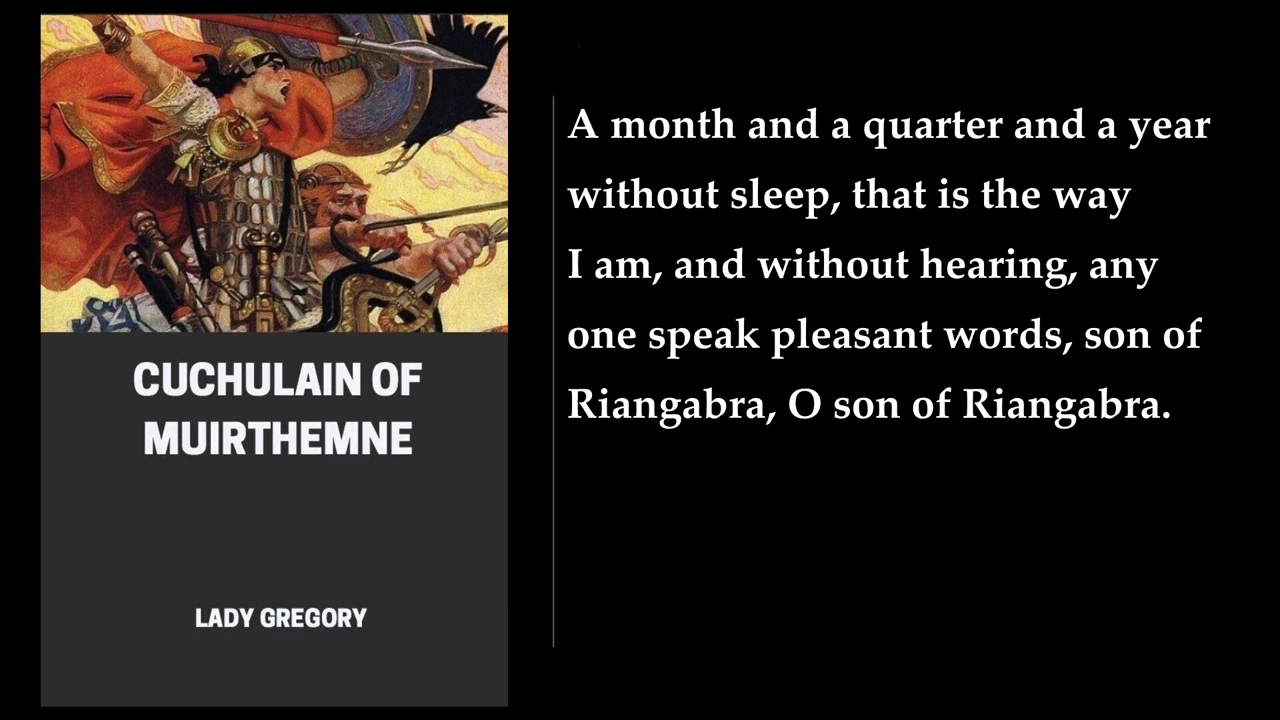 CUCHULAIN OF
MUIRTHEMNE
LADY GREGORY
A month and a quarter and a year
without sleep, that is the way
I am, and without hearing, any
one speak pleasant words, son of
Riangabra, O son of Riangabra.